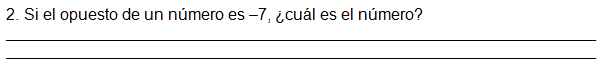 2. Si el opuesto de un número es –7, ¿cuál es el número?